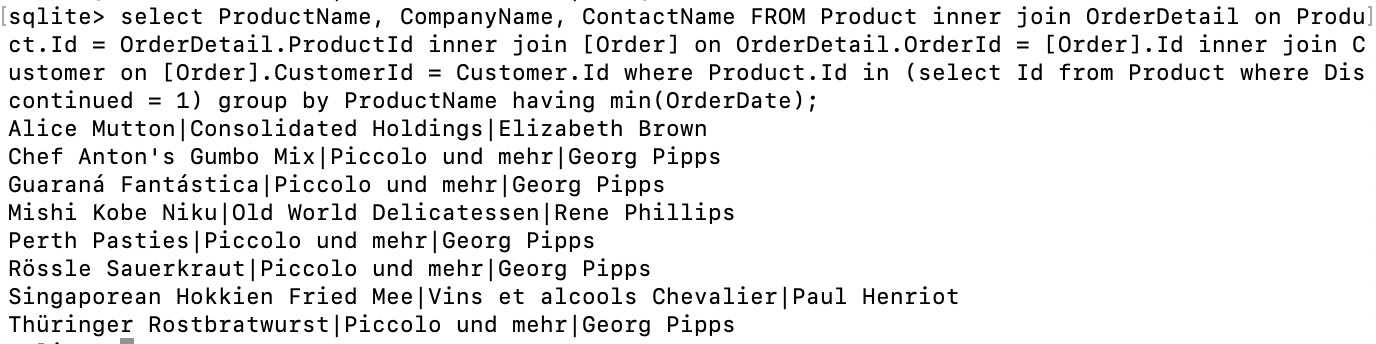 [sqlite> select ProductName, CompanyName, ContactName FROM Product inner join OrderDetail on Produ]
ct.Id = OrderDetail.ProductId inner join [Order] on OrderDetail.OrderId = [Order].Id inner join C
ustomer on [Order].CustomerId = Customer.Id where Product.Id in (select Id from Product where Dis
continued = 1) group by ProductName having min(OrderDate);
Alice Mutton|Consolidated Holdings|Elizabeth Brown
Chef Anton's Gumbo Mix|Piccolo und mehr|Georg Pipps
Guaraná Fantástica|Piccolo und mehr|Georg Pipps
Mishi Kobe Niku|Old World Delicatessen|Rene Phillips
Perth Pasties|Piccolo und mehr|Georg Pipps
Rössle Sauerkraut|Piccolo und mehr|Georg Pipps
Singaporean Hokkien Fried Mee|Vins et alcools Chevalier|Paul Henriot
Thüringer Rostbratwurst|Piccolo und mehr|Georg Pipps